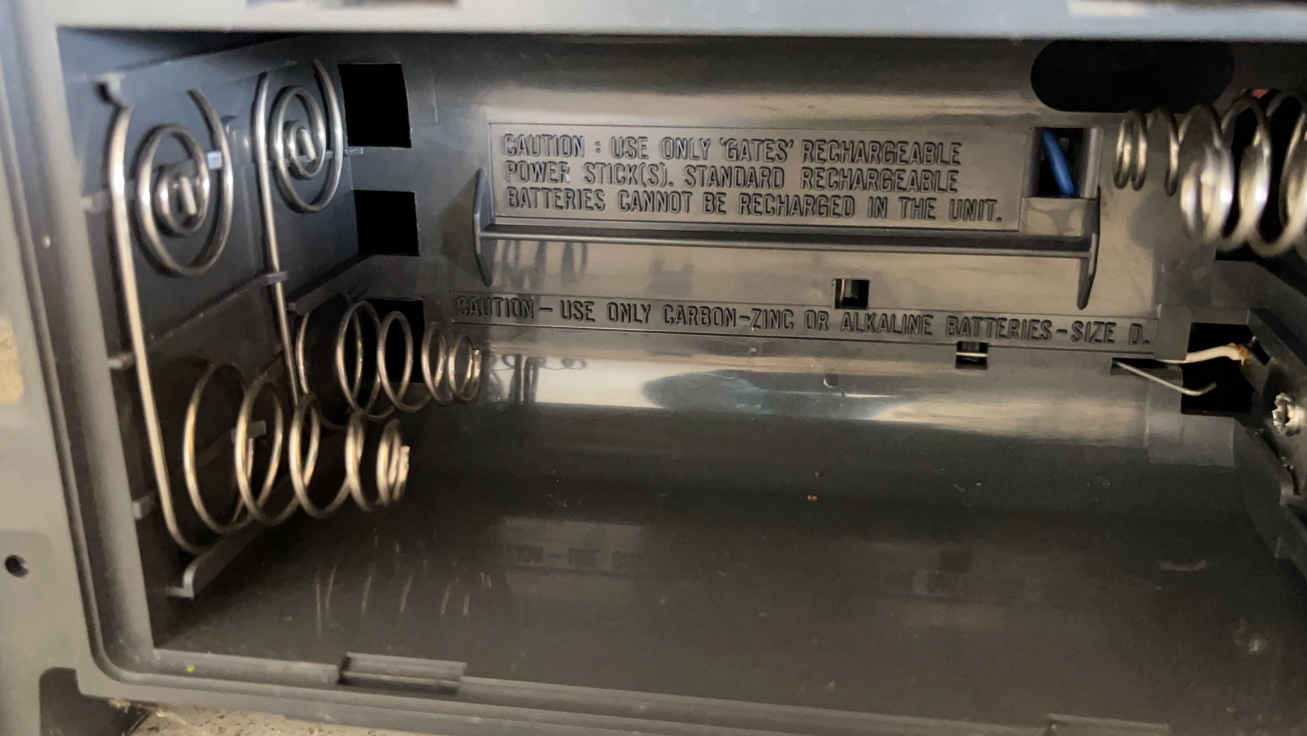 CAUTION : USE ONLY 'GATES' RECHARGEABLE
POWER STICK(S). STANDARD RECHARGEABLE
BATTERIES CANNOT BE RECHARGED IN THE UNIT.
CAUTION - USE ONLY CARBON-ZINC OR ALKALINE BATTERIES-SIZE D.